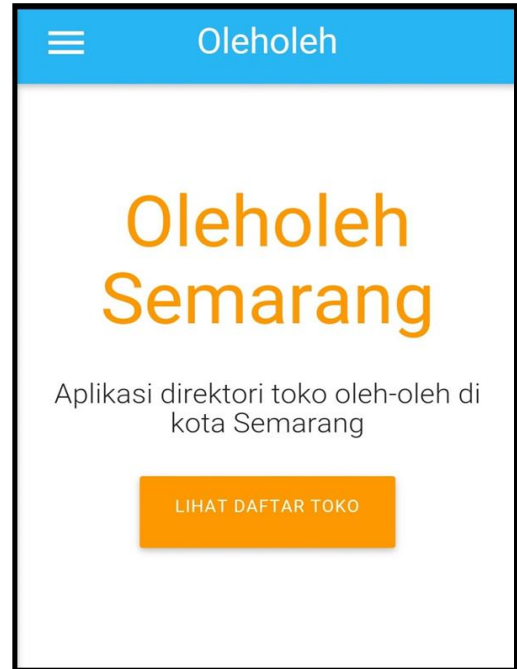 Oleholeh
Oleholeh
Semarang
Aplikasi direktori toko oleh-oleh di
kota Semarang
LIHAT DAFTAR TOKO